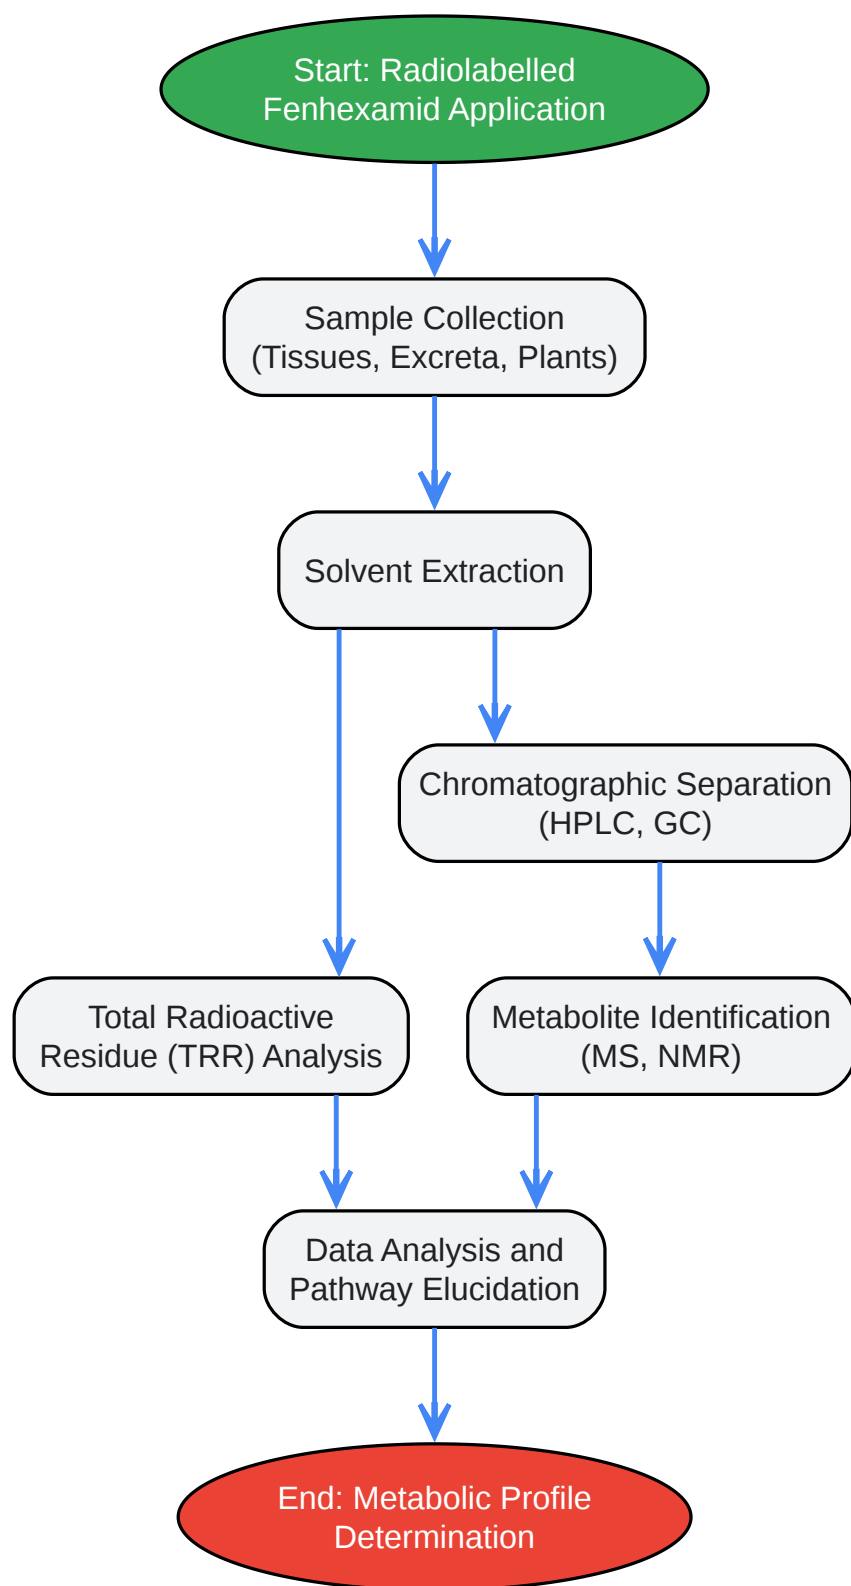 Start: Radiolabelled
Fenhexamid Application
Sample Collection
(Tissues, Excreta, Plants)
Solvent Extraction
Chromatographic Separation
(HPLC, GC)
Total Radioactive
Residue (TRR) Analysis
Metabolite Identification
(MS, NMR)
Data Analysis and
Pathway Elucidation
End: Metabolic Profile
Determination